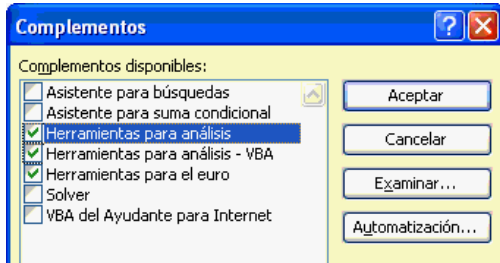 Complementos
Complementos disponibles:
Asistente para búsquedas
Asistente para suma condicional
Herramientas para análisis
Herramientas para análisis - VBA
Herramientas para el euro
Solver
VBA del Ayudante para Internet
Aceptar
Cancelar
Examinar...
Automatización...